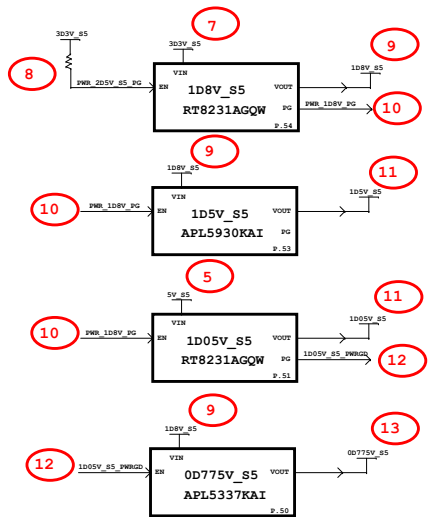 7
3D3V_S5
3D3V_S5
9
8
VIN
1D8V_S5
PWR_2D5V_S5_PG
EN
1D8V_S5
VOUT
RT8231AGQW
PG
PWR_1D8V_PG
10
P.54
9
1D8V_S5
11
VIN
1D5V_S5
10
PWR_1D8V_PG
EN
1D5V_S5
VOUT
APL5930KAI
PG
P.53
5
5V_S5
11
VIN
1D05V_S5
10
PWR_1D8V_PG
EN
1D05V_S5
VOUT
RT8231AGQW
PG
1D05V_S5_PWRGD
12
P.51
9
1D8V_S5
13
VIN
0D775V_S5
12
1D05V_S5_PWRGD
EN
0D775V_S5
VOUT
APL5337KAI
P.50